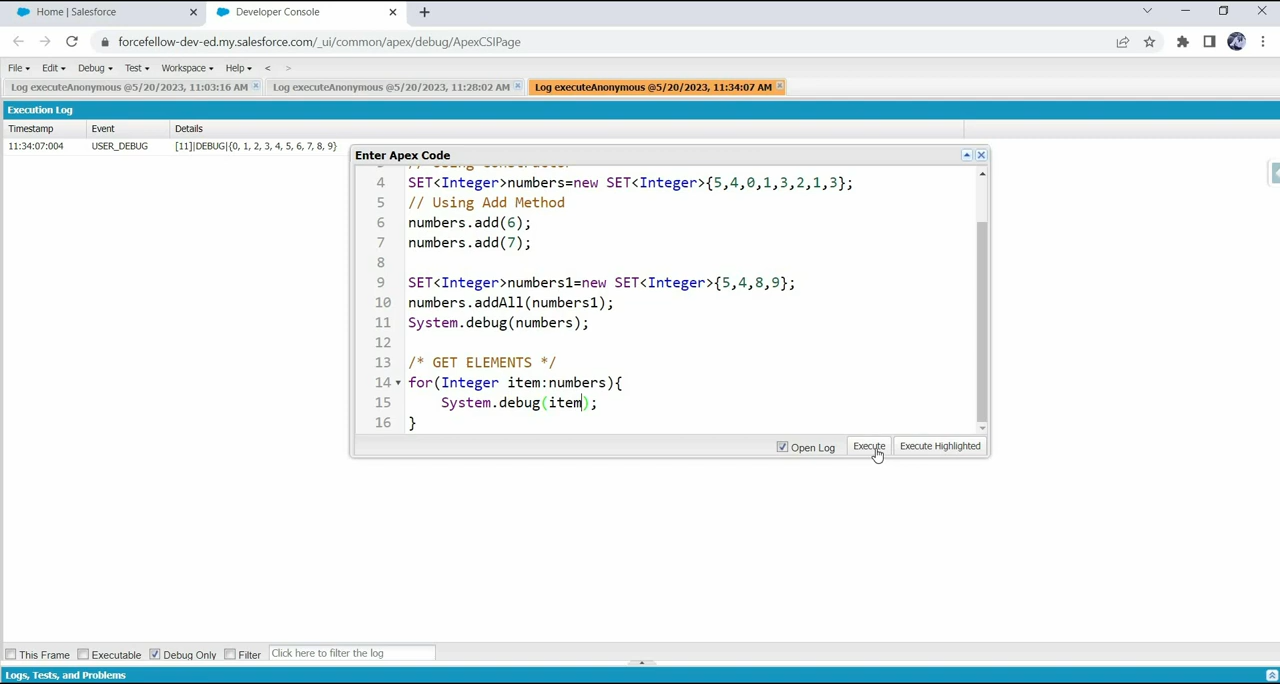 Home | Salesforce
Developer Console
forcefellow-dev-ed.my.salesforce.com/_ui/common/apex/debug/ApexCSIPage
File Edit Debug Test Workspace Help < >
Log executeAnonymous @5/20/2023, 11:03:16 AM
Log executeAnonymous @5/20/2023, 11:28:02 AM
Log executeAnonymous @5/20/2023, 11:34:07 AM
Execution Log
Timestamp Event Details
11:34:07:004 USER_DEBUG [11]|DEBUG|{0, 1, 2, 3, 4, 5, 6, 7, 8, 9}
Enter Apex Code
3 // Using Constructor
4 SET<Integer>numbers=new SET<Integer>{5,4,0,1,3,2,1,3};
5 // Using Add Method
6 numbers.add(6);
7 numbers.add(7);
8
9 SET<Integer>numbers1=new SET<Integer>{5,4,8,9};
10 numbers.addAll(numbers1);
11 System.debug(numbers);
12
13 /* GET ELEMENTS */
14 for(Integer item:numbers){
15 System.debug(item);
16 }
Open Log Execute Execute Highlighted
This Frame Executable Debug Only Filter Click here to filter the log
Logs, Tests, and Problems